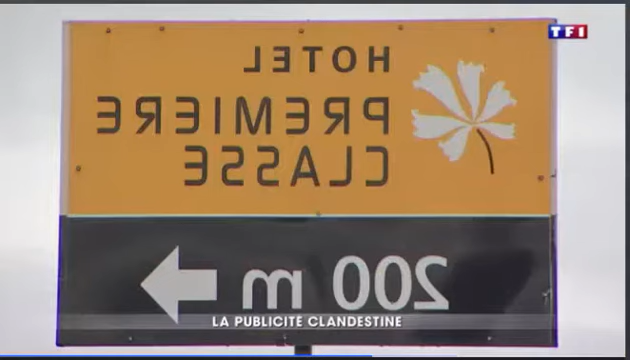 TF1
HOTEL
PREMIERE
CLASSE
200 m
LA PUBLICITE CLANDESTINE